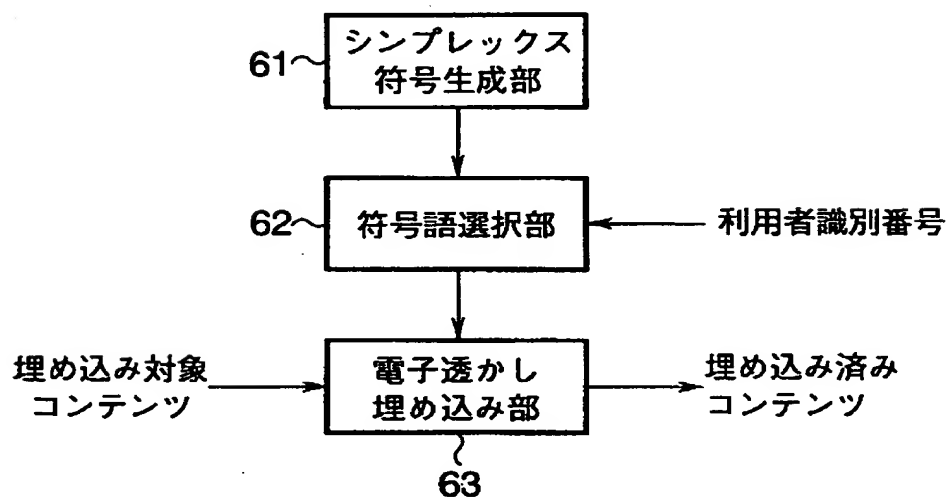 シンプレックス
符号生成部
61
符号語選択部
62
利用者識別番号
埋め込み対象
コンテンツ
電子透かし
埋め込み部
埋め込み済み
コンテンツ
63